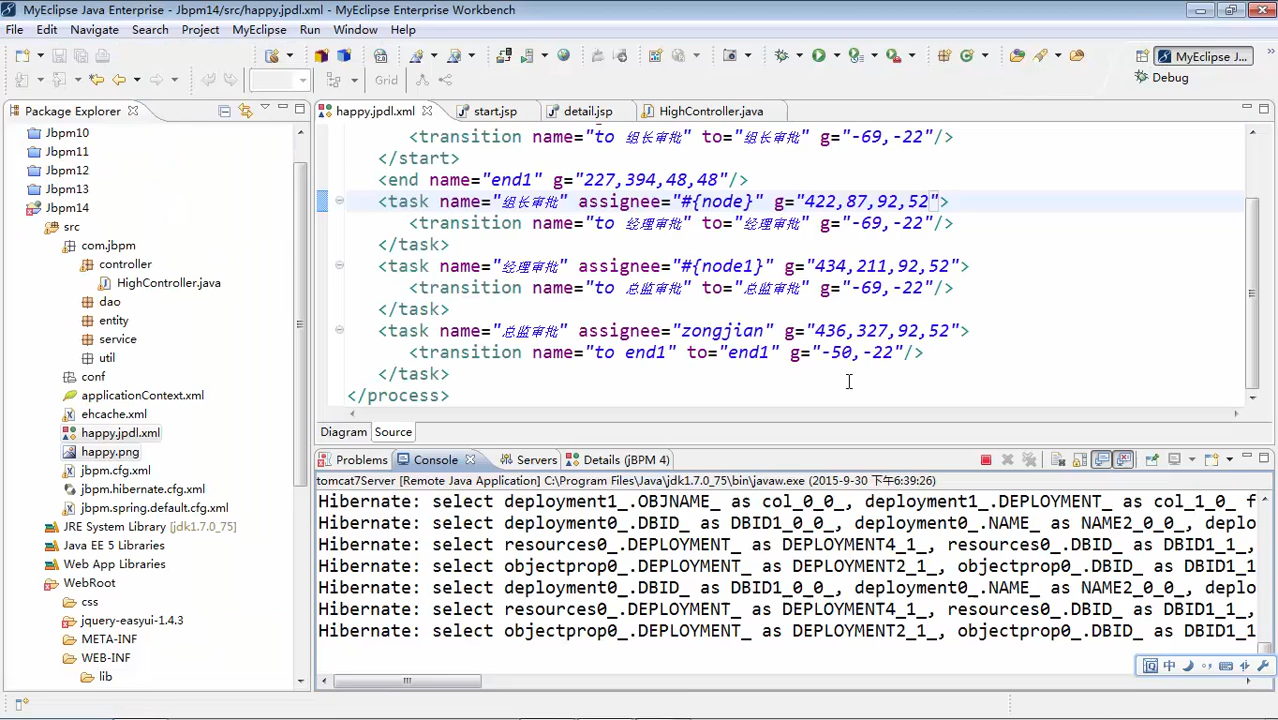 MyEclipse Java Enterprise - Jbpm14/src/happy.jpdl.xml - MyEclipse Enterprise Workbench
File Edit Navigate Search Project MyEclipse Run Window Help
MyEclipse J...
Grid
Debug
Package Explorer
happy.jpdl.xml start.jsp detail.jsp HighController.java
Jbpm10
Jbpm11
Jbpm12
Jbpm13
Jbpm14
src
com.jbpm
controller
HighController.java
dao
entity
service
util
conf
applicationContext.xml
ehcache.xml
happy.jpdl.xml
happy.png
jbpm.cfg.xml
jbpm.hibernate.cfg.xml
jbpm.spring.default.cfg.xml
JRE System Library [jdk1.7.0_75]
Java EE 5 Libraries
Web App Libraries
WebRoot
css
jquery-easyui-1.4.3
META-INF
WEB-INF
lib
<transition name="to 组长审批" to="组长审批" g="-69,-22"/>
</start>
<end name="end1" g="227,394,48,48"/>
<task name="组长审批" assignee="#{node}" g="422,87,92,52">
<transition name="to 经理审批" to="经理审批" g="-69,-22"/>
</task>
<task name="经理审批" assignee="#{node1}" g="434,211,92,52">
<transition name="to 总监审批" to="总监审批" g="-69,-22"/>
</task>
<task name="总监审批" assignee="zongjian" g="436,327,92,52">
<transition name="to end1" to="end1" g="-50,-22"/>
</task>
</process>
Diagram Source
Problems Console Servers Details (jBPM 4)
tomcat7Server [Remote Java Application] C:\Program Files\Java\jdk1.7.0_75\bin\javaw.exe (2015-9-30 下午6:39:26)
Hibernate: select deployment1_.OBJNAME_ as col_0_0_, deployment1_.DEPLOYMENT_ as col_1_0_ f
Hibernate: select deployment0_.DBID_ as DBID1_0_0_, deployment0_.NAME_ as NAME2_0_0_, deplo
Hibernate: select resources0_.DEPLOYMENT_ as DEPLOYMENT4_1_, resources0_.DBID_ as DBID1_1_,
Hibernate: select objectprop0_.DEPLOYMENT_ as DEPLOYMENT2_1_, objectprop0_.DBID_ as DBID1_1
Hibernate: select deployment0_.DBID_ as DBID1_0_0_, deployment0_.NAME_ as NAME2_0_0_, deplo
Hibernate: select resources0_.DEPLOYMENT_ as DEPLOYMENT4_1_, resources0_.DBID_ as DBID1_1_,
Hibernate: select objectprop0_.DEPLOYMENT_ as DEPLOYMENT2_1_, objectprop0_.DBID_ as DBID1_1
中